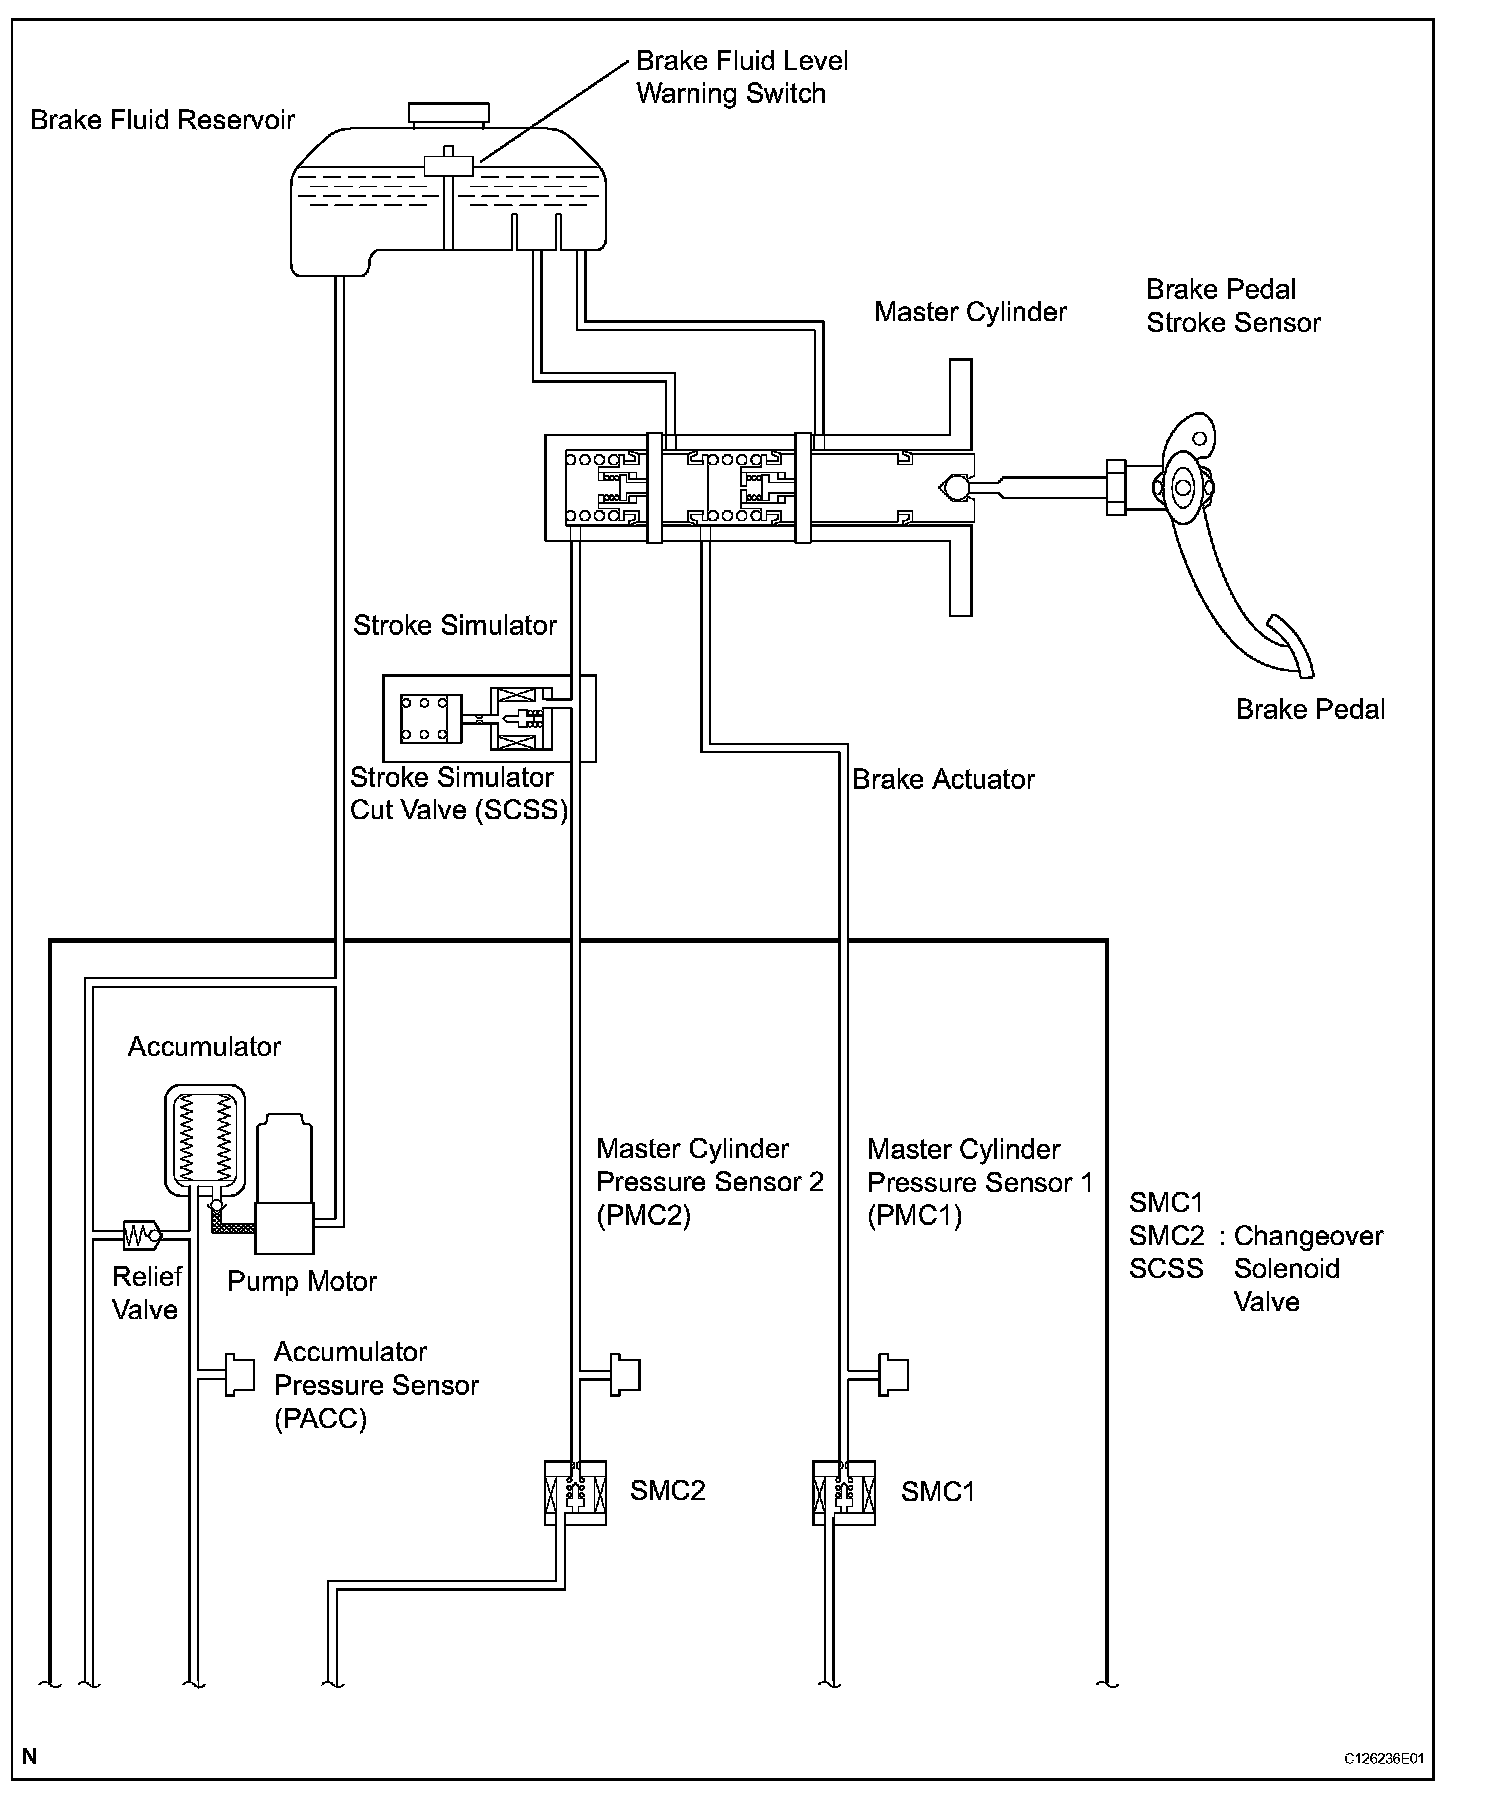 Brake Fluid Level
Warning Switch
Brake Fluid Reservoir
Brake Pedal
Stroke Sensor
Master Cylinder
Stroke Simulator
Brake Pedal
Stroke Simulator
Cut Valve (SCSS)
Brake Actuator
Accumulator
Master Cylinder
Pressure Sensor 2
(PMC2)
Master Cylinder
Pressure Sensor 1
(PMC1)
SMC1
SMC2 : Changeover
SCSS Solenoid
Valve
Relief
Valve
Pump Motor
Accumulator
Pressure Sensor
(PACC)
SMC2
SMC1
N
C126236E01